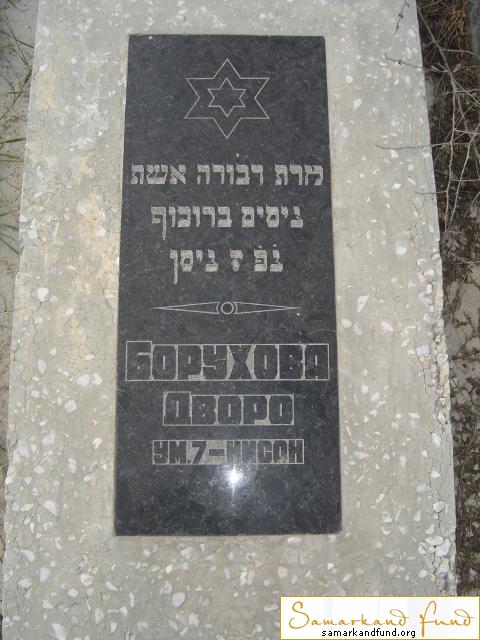 מרת דבורה אשת
ניסים ברוכוף
נפ ז ניסן
БОРУХОВА
ДВОРО
УМ.7-НИСОН
Samarkand Fund
samarkandfund.org